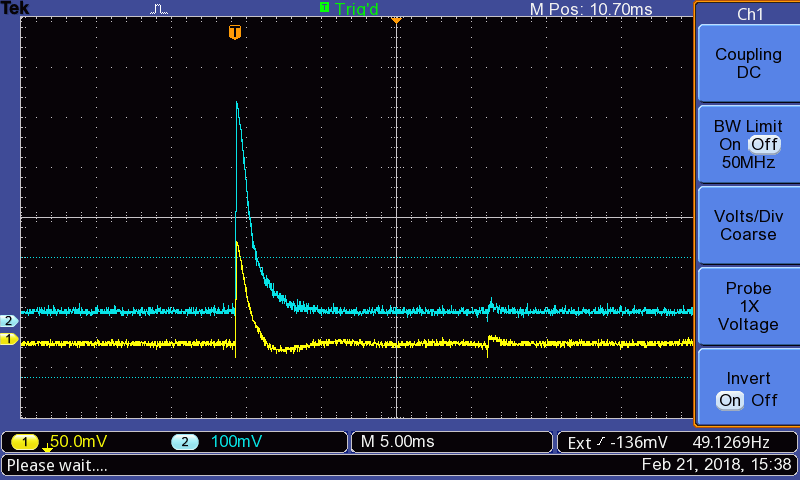 Tek
T Trig'd
M Pos: 10.70ms
Ch1
T
Coupling
DC
BW Limit
On Off
50MHz
Volts/Div
Coarse
Probe
1X
Voltage
Invert
On Off
2
1
1 50.0mV
2 100mV
M 5.00ms
Ext -136mV
49.1269Hz
Please wait....
Feb 21, 2018, 15:38